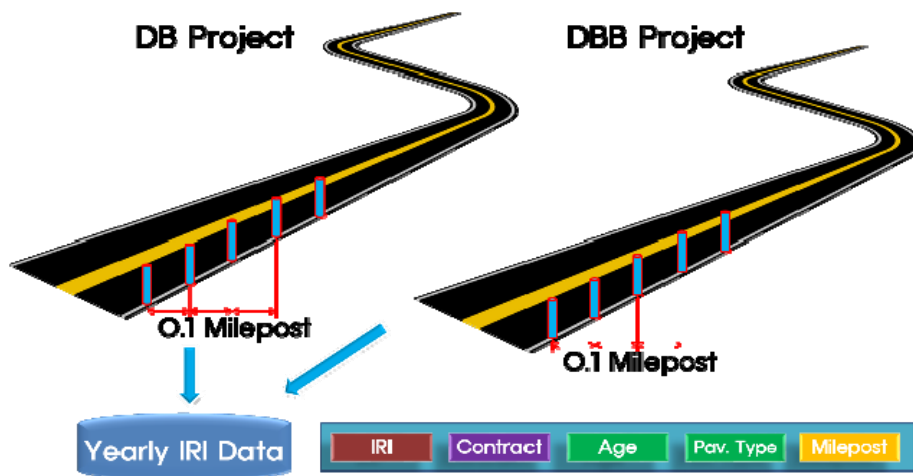 DB Project
DBB Project
0.1 Milepost
0.1 Milepost
Yearly IRI Data
IRI
Contract
Age
Pav. Type
Milepost